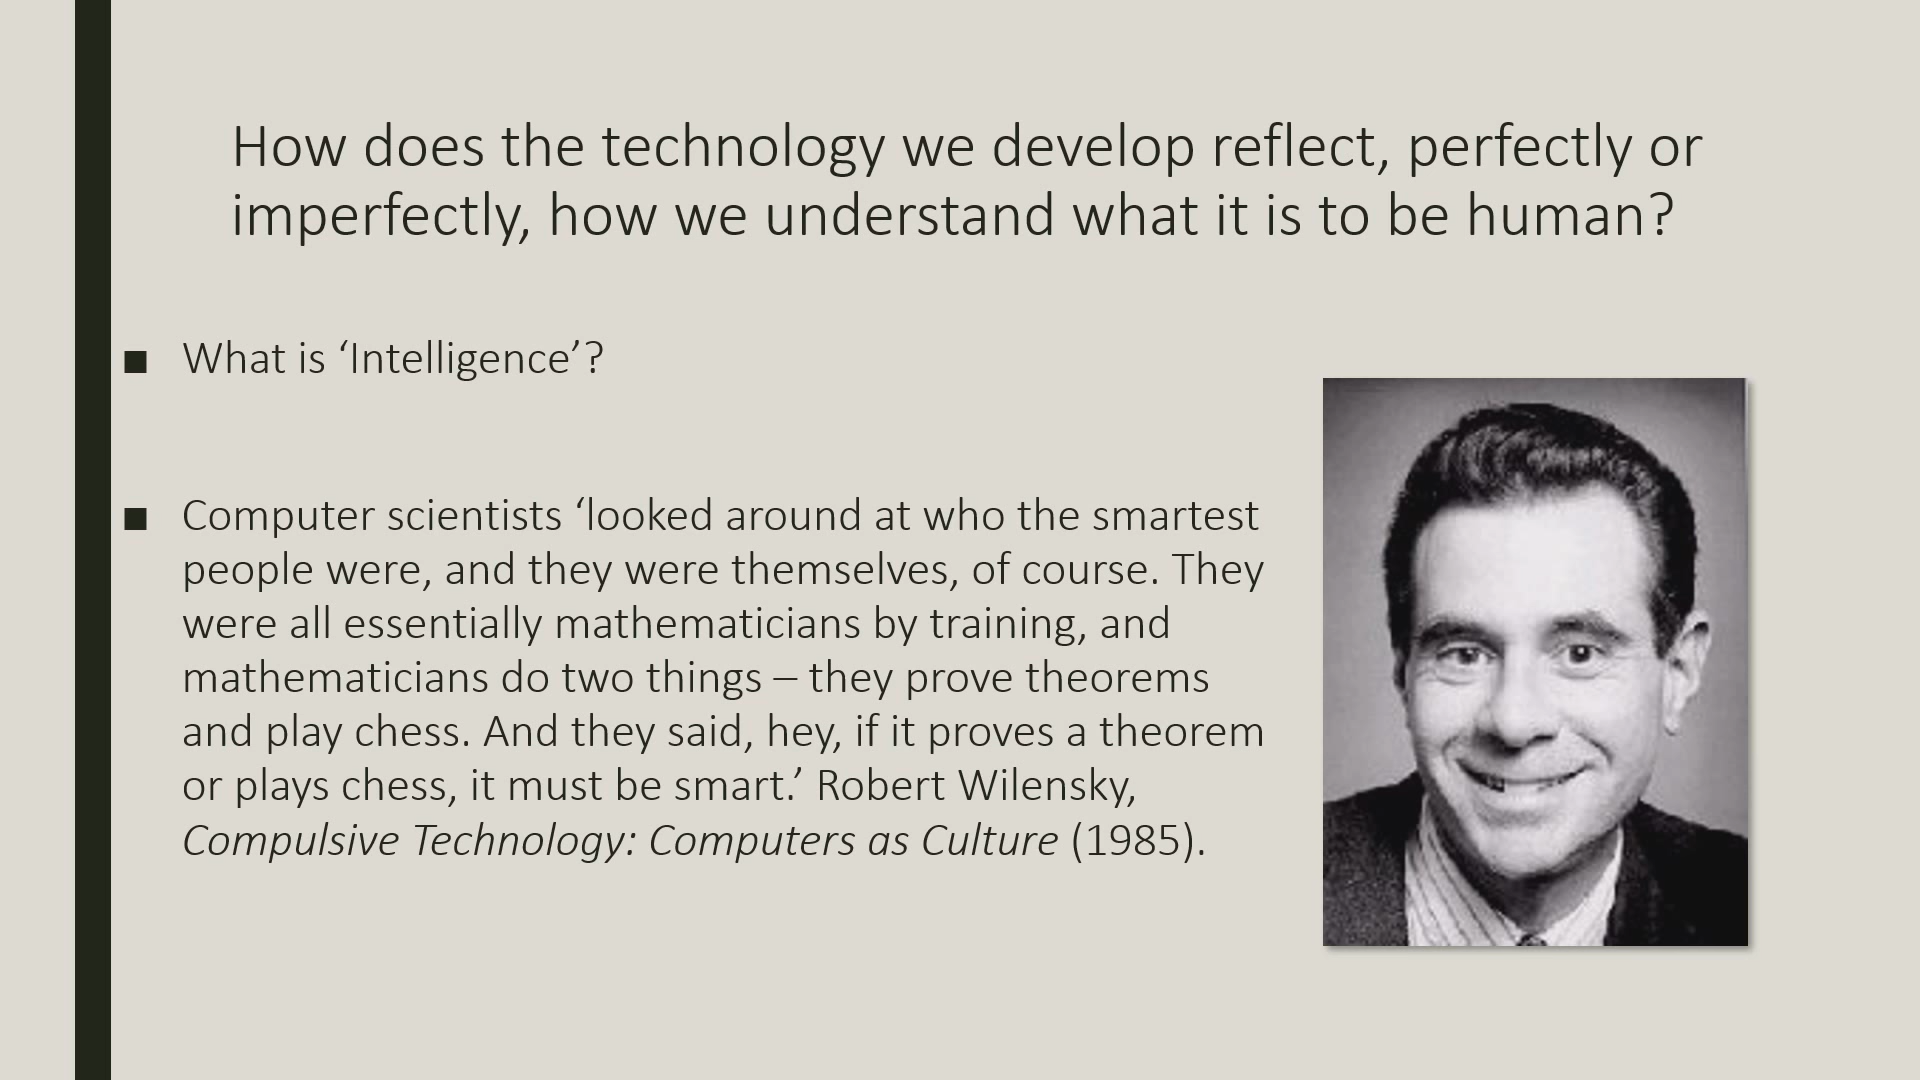 How does the technology we develop reflect, perfectly or
imperfectly, how we understand what it is to be human?
■ What is ‘Intelligence’?
■ Computer scientists ‘looked around at who the smartest
people were, and they were themselves, of course. They
were all essentially mathematicians by training, and
mathematicians do two things – they prove theorems
and play chess. And they said, hey, if it proves a theorem
or plays chess, it must be smart.’ Robert Wilensky,
Compulsive Technology: Computers as Culture (1985).